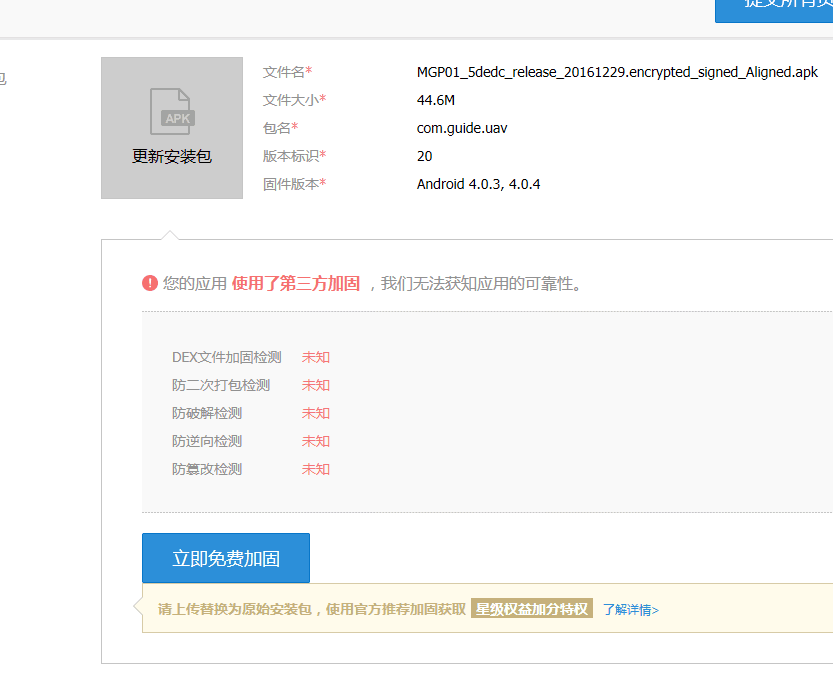 提交所有页
包
APK
更新安装包
文件名* MGP01_5dedc_release_20161229.encrypted_signed_Aligned.apk
文件大小* 44.6M
包名* com.guide.uav
版本标识* 20
固件版本* Android 4.0.3, 4.0.4
您的应用 使用了第三方加固 ，我们无法获知应用的可靠性。
DEX文件加固检测 未知
防二次打包检测 未知
防破解检测 未知
防逆向检测 未知
防篡改检测 未知
立即免费加固
请上传替换为原始安装包，使用官方推荐加固获取 星级权益加分特权 了解详情>